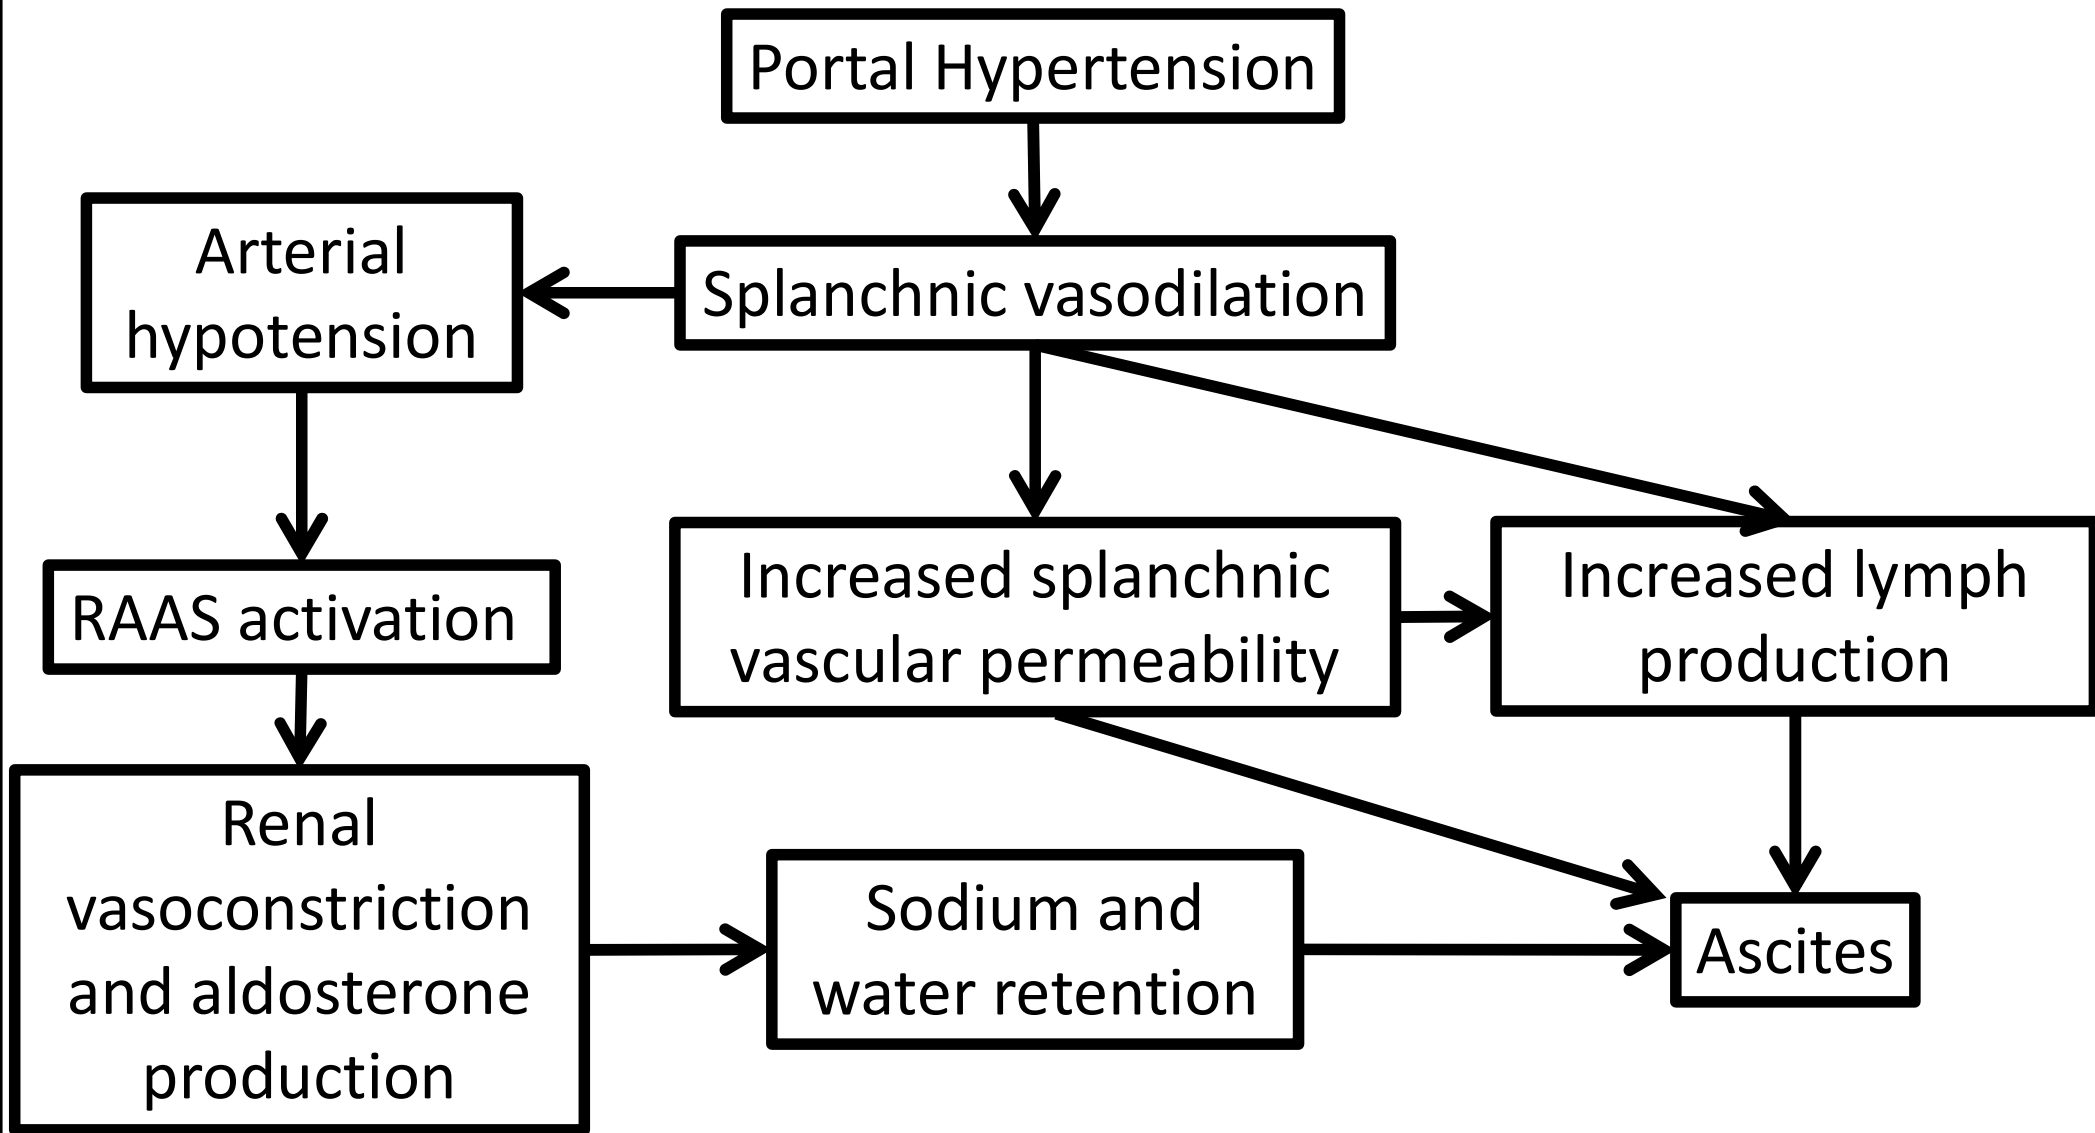 Portal Hypertension
Arterial
hypotension
Splanchnic vasodilation
RAAS activation
Increased splanchnic
vascular permeability
Increased lymph
production
Renal
vasoconstriction
and aldosterone
production
Sodium and
water retention
Ascites